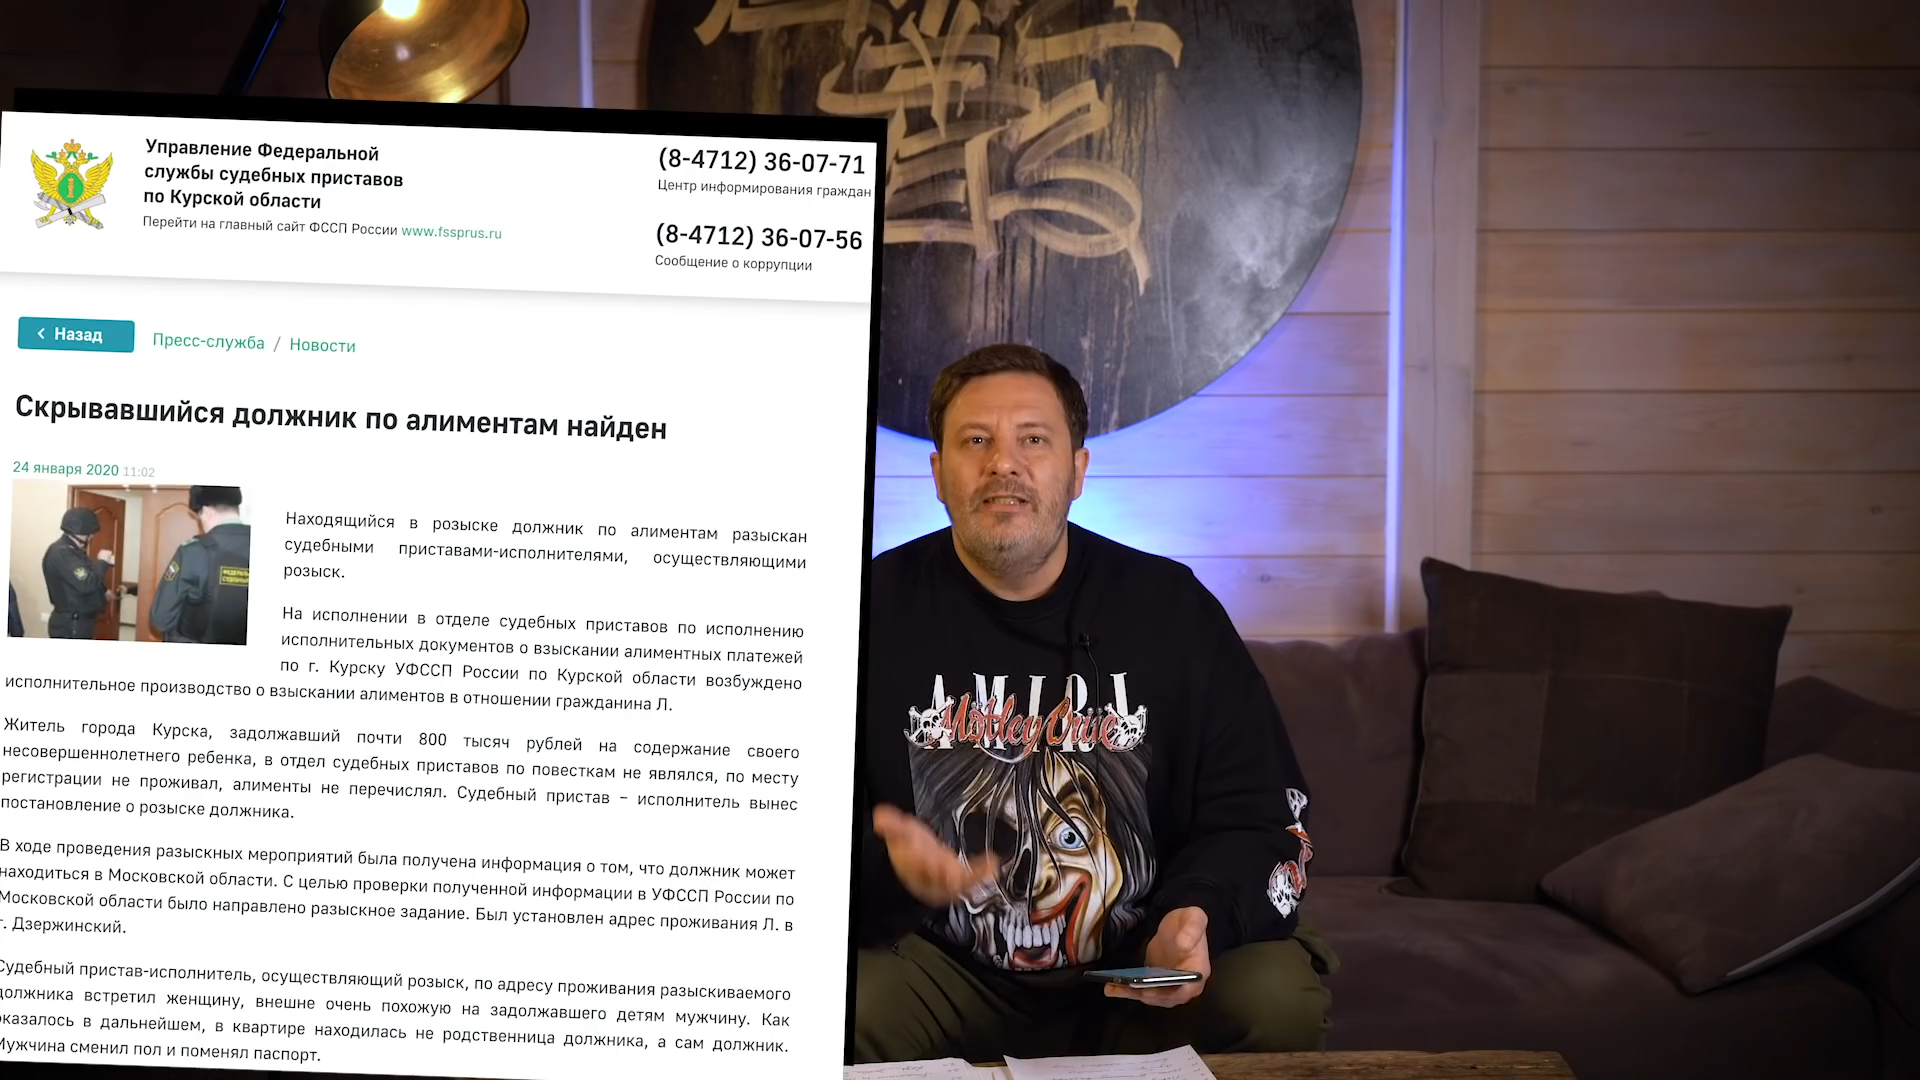 Управление Федеральной
службы судебных приставов
по Курской области
Перейти на главный сайт ФССП России www.fssprus.ru
(8-4712) 36-07-71
Центр информирования граждан
(8-4712) 36-07-56
Сообщение о коррупции
Назад
Пресс-служба / Новости
Скрывавшийся должник по алиментам найден
24 января 2020 11:02
Находящийся в розыске должник по алиментам разыскан
судебными приставами-исполнителями, осуществляющими
розыск.
На исполнении в отделе судебных приставов по исполнению
исполнительных документов о взыскании алиментных платежей
по г. Курску УФССП России по Курской области возбуждено
исполнительное производство о взыскании алиментов в отношении гражданина Л.
Житель города Курска, задолжавший почти 800 тысяч рублей на содержание своего
несовершеннолетнего ребенка, в отдел судебных приставов по повесткам не являлся, по месту
регистрации не проживал, алименты не перечислял. Судебный пристав – исполнитель вынес
постановление о розыске должника.
В ходе проведения разыскных мероприятий была получена информация о том, что должник может
находиться в Московской области. С целью проверки полученной информации в УФССП России по
Московской области было направлено разыскное задание. Был установлен адрес проживания Л. в
г. Дзержинский.
Судебный пристав-исполнитель, осуществляющий розыск, по адресу проживания разыскиваемого
должника встретил женщину, внешне очень похожую на задолжавшего детям мужчину. Как
оказалось в дальнейшем, в квартире находилась не родственница должника, а сам должник.
Мужчина сменил пол и поменял паспорт.
AMIRI
Mötley Crüe